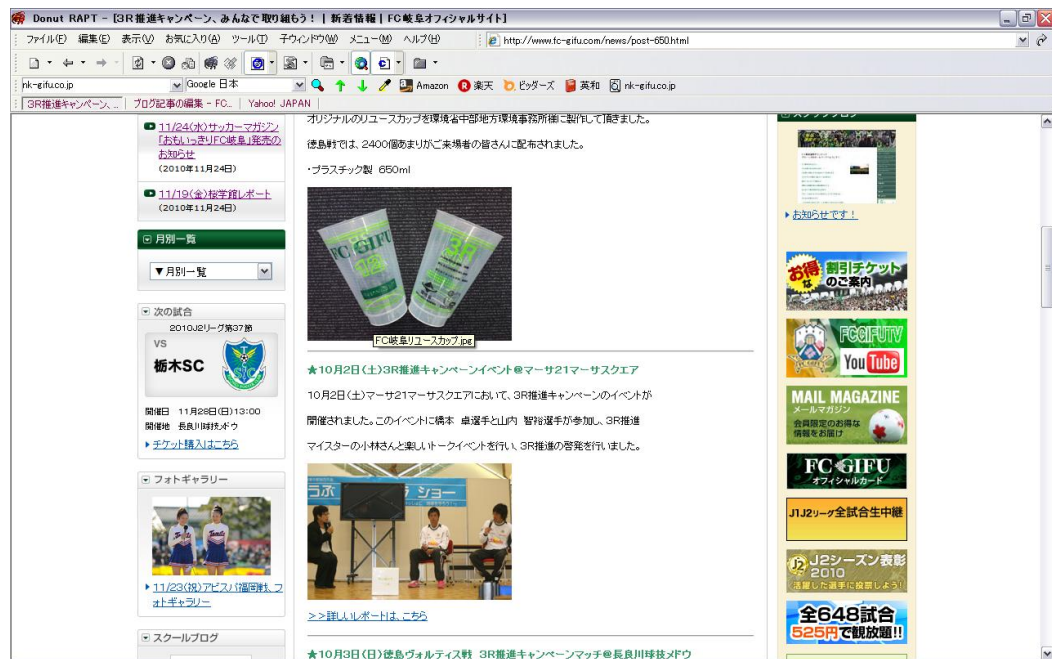 Donut RAPT - [3R推進キャンペーン、みんなで取り組もう！ | 新着情報 | FC岐阜オフィシャルサイト]
ファイル(F) 編集(E) 表示(V) お気に入り(A) ツール(T) 子ウィンドウ(W) メニュー(M) ヘルプ(H)
http://www.fc-gifu.com/news/post-650.html
nk-gifu.co.jp
Google 日本
Amazon 楽天 ビッダーズ 英和 nk-gifu.co.jp
3R推進キャンペーン、...
ブログ記事の編集 - FC...
Yahoo! JAPAN
11/24(水)サッカーマガジン
「おもいっきりFC岐阜」発売の
お知らせ
(2010年11月24日)
11/19(金)桜学館レポート
(2010年11月24日)
月別一覧
▼月別一覧
次の試合
2010J2リーグ第37節
VS
栃木SC
開催日 11月28日(日)13:00
開催地 長良川球技メドウ
チケット購入はこちら
フォトギャラリー
11/23(祝)アビスパ福岡戦、フ
ォトギャラリー
スクールブログ
オリジナルのリユースカップを環境省中部地方環境事務所様に製作して頂きました。
徳島戦では、2400個あまりがご来場者の皆さんに配布されました。
・プラスチック製 650ml
FC GIFU
3R
FC岐阜リユースカップ.jpg
★10月2日(土)3R推進キャンペーンイベント@マーサ21マーサスクエア
10月2日(土)マーサ21マーサスクエアにおいて、3R推進キャンペーンのイベントが
開催されました。このイベントに橋本 卓選手と山内 智裕選手が参加し、3R推進
マイスターの小林さんと楽しいトークイベントを行い、3R推進の啓発を行いました。
ショー
>>詳しいレポートは、こちら
★10月3日(日)徳島ヴォルティス戦 3R推進キャンペーンマッチ@長良川球技メドウ
スタッフブログ
お知らせです！
お得な
割引チケット
のご案内
FCGIFUTV
YouTube
MAIL MAGAZINE
メールマガジン
会員限定のお得な
情報をお届け
FC GIFU
オフィシャルカード
J1J2リーグ全試合生中継
J2シーズン表彰
2010
活躍した選手に投票しよう！
全648試合
525円で観放題!!